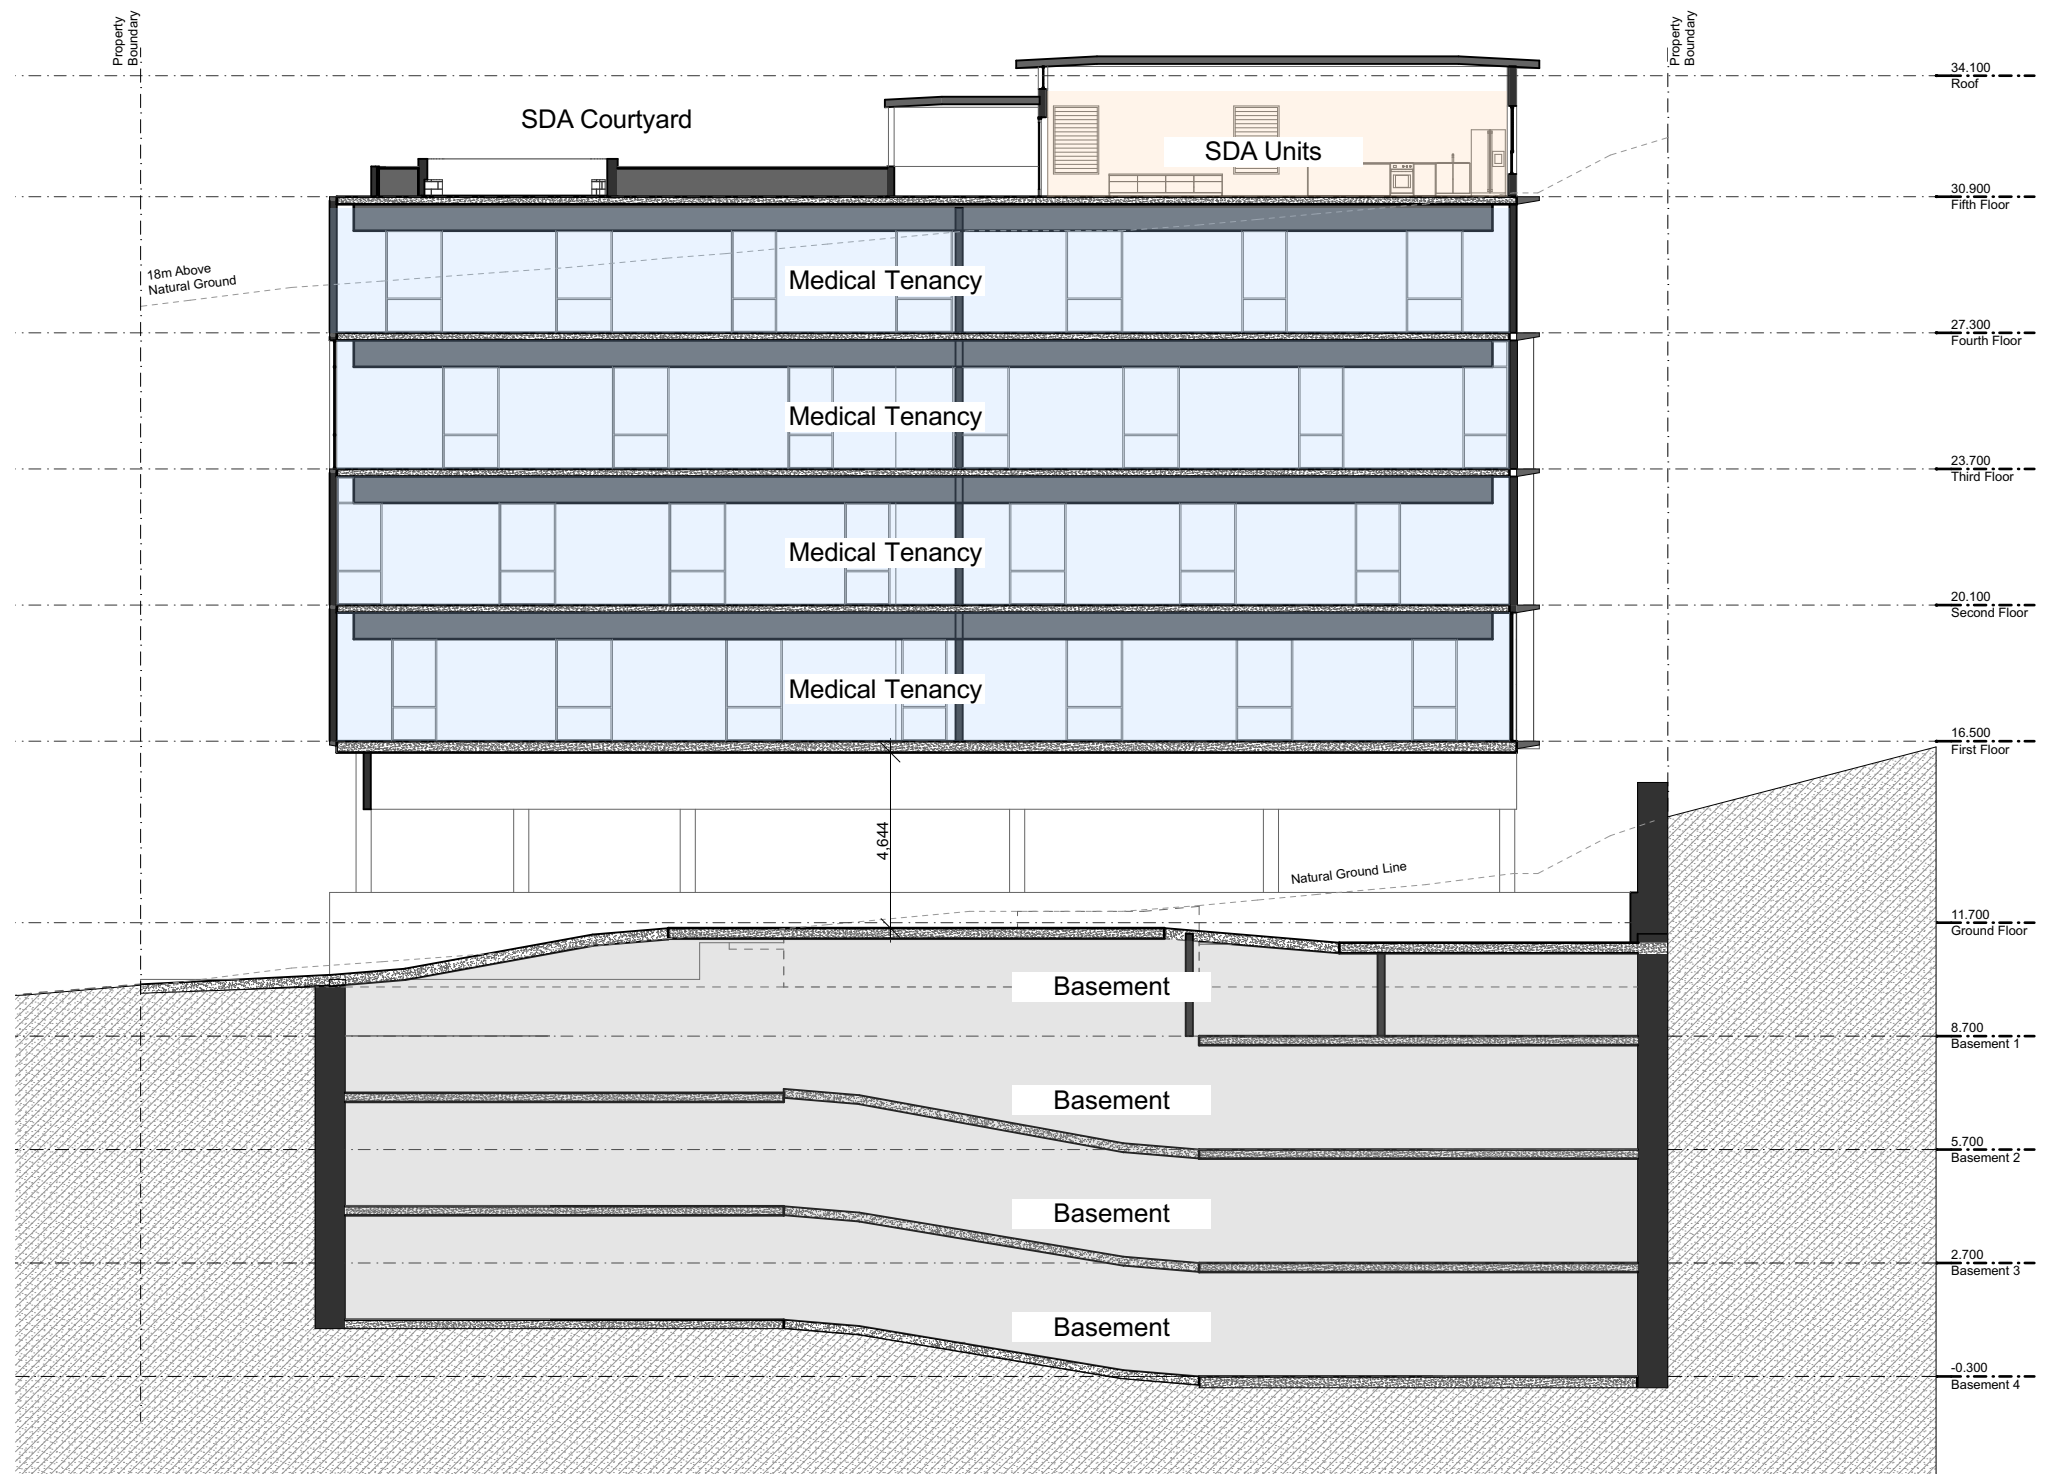 Property
Boundary
Property
Boundary
34.100
Roof
SDA Courtyard
SDA Units
30.900
Fifth Floor
18m Above
Natural Ground
Medical Tenancy
27.300
Fourth Floor
Medical Tenancy
23.700
Third Floor
Medical Tenancy
20.100
Second Floor
Medical Tenancy
16.500
First Floor
4,644
Natural Ground Line
11.700
Ground Floor
Basement
8.700
Basement 1
Basement
5.700
Basement 2
Basement
2.700
Basement 3
Basement
-0.300
Basement 4